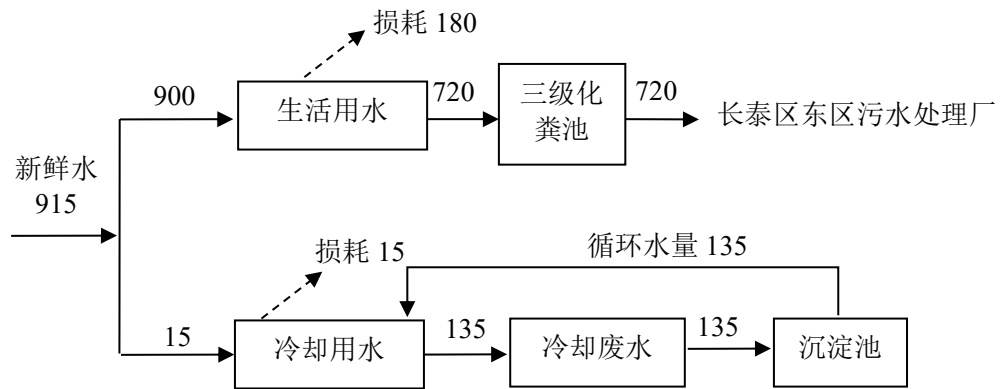 损耗 180
900
生活用水
720
三级化
粪池
720
长泰区东区污水处理厂
新鲜水
915
循环水量 135
损耗 15
15
冷却用水
135
冷却废水
135
沉淀池